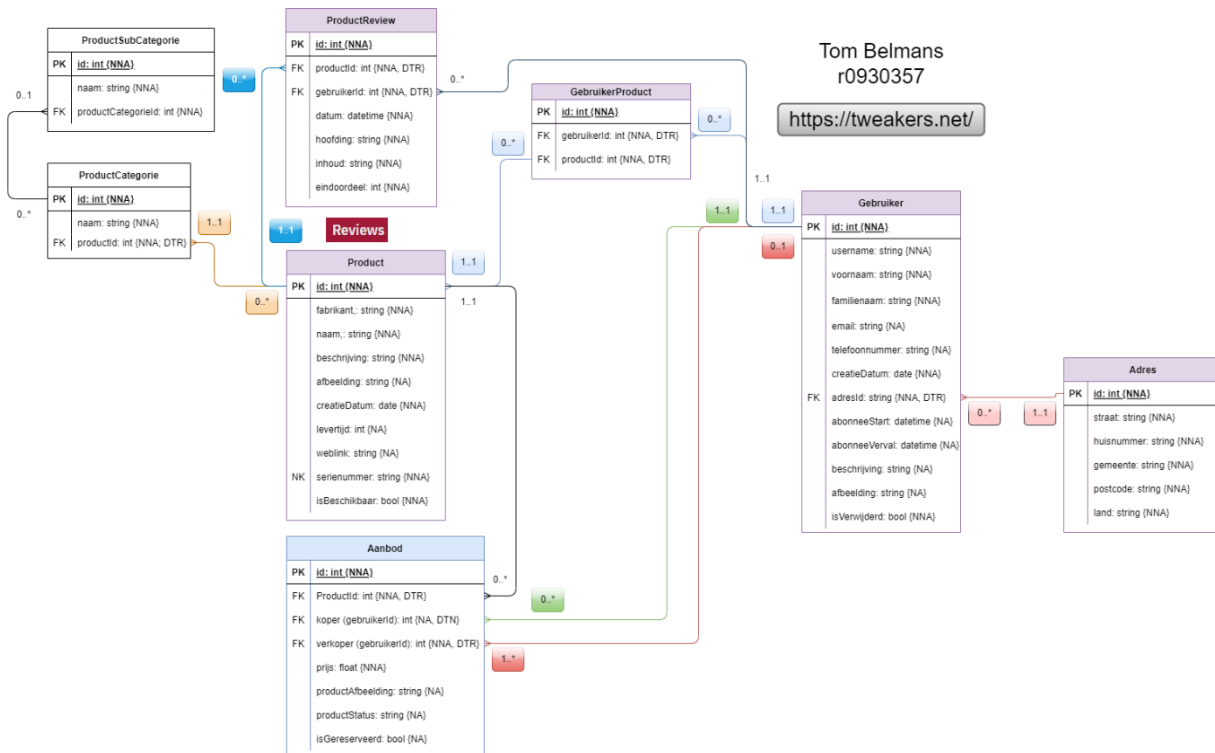 ProductSubCategorie
PK id: int {NNA}
naam: string {NNA}
FK productCategorieId: int {NNA}
0..1
0..*
ProductCategorie
PK id: int {NNA}
naam: string {NNA}
FK productId: int {NNA; DTR}
1..1
0..*
ProductReview
PK id: int {NNA}
FK productId: int {NNA, DTR}
FK gebruikerId: int {NNA, DTR}
datum: datetime {NNA}
hoofding: string {NNA}
inhoud: string {NNA}
eindoordeel: int {NNA}
0..*
0..*
1..1
Reviews
GebruikerProduct
PK id: int {NNA}
FK gebruikerId: int {NNA, DTR}
FK productId: int {NNA, DTR}
0..*
0..*
Tom Belmans
r0930357
https://tweakers.net/
Product
PK id: int {NNA}
fabrikant,: string {NNA}
naam,: string {NNA}
beschrijving: string {NNA}
afbeelding: string {NA}
creatieDatum: date {NNA}
levertijd: int {NA}
weblink: string {NA}
NK serienummer: string {NNA}
isBeschikbaar: bool {NNA}
1..1
1..1
1..1
1..1
1..1
0..1
Gebruiker
PK id: int {NNA}
username: string {NNA}
voornaam: string {NNA}
familienaam: string {NNA}
email: string {NA}
telefoonnummer: string {NA}
creatieDatum: date {NNA}
FK adresId: string {NNA, DTR}
abonneeStart: datetime {NA}
abonneeVerval: datetime {NA}
beschrijving: string {NA}
afbeelding: string {NA}
isVerwijderd: bool {NNA}
0..*
1..1
Adres
PK id: int {NNA}
straat: string {NNA}
huisnummer: string {NNA}
gemeente: string {NNA}
postcode: string {NNA}
land: string {NNA}
Aanbod
PK id: int {NNA}
FK ProductId: int {NNA, DTR}
FK koper (gebruikerId): int {NA, DTN}
FK verkoper (gebruikerId): int {NNA, DTR}
prijs: float {NNA}
productAfbeelding: string {NA}
productStatus: string {NA}
isGereserveerd: bool {NA}
0..*
0..*
1..*